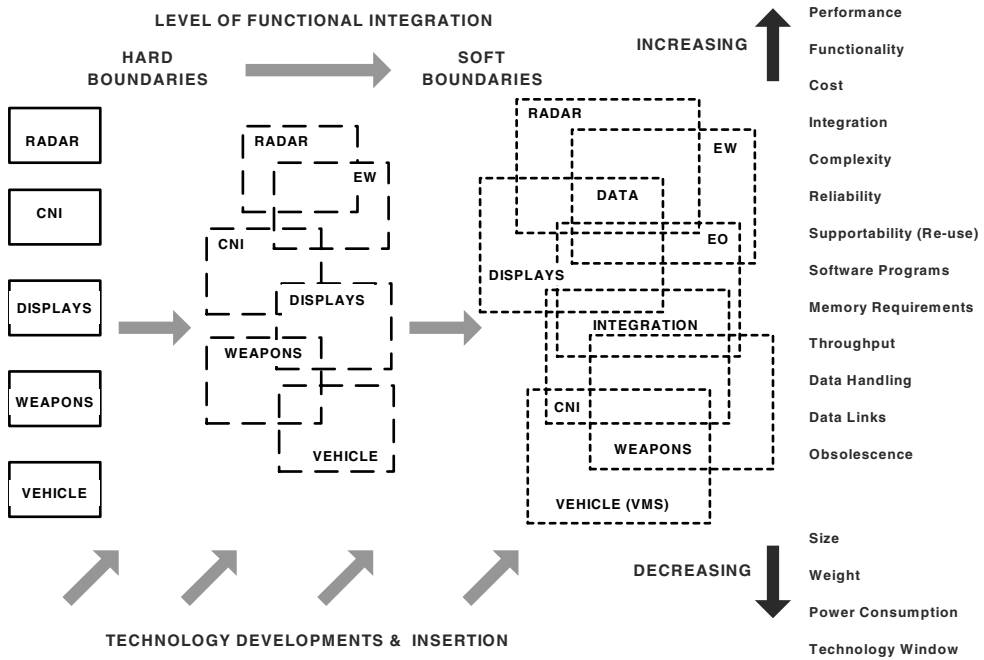 LEVEL OF FUNCTIONAL INTEGRATION
HARD
BOUNDARIES
SOFT
BOUNDARIES
RADAR
CNI
DISPLAYS
WEAPONS
VEHICLE
RADAR
EW
CNI
DISPLAYS
WEAPONS
VEHICLE
RADAR
EW
DATA
EO
DISPLAYS
INTEGRATION
CNI
WEAPONS
VEHICLE (VMS)
TECHNOLOGY DEVELOPMENTS & INSERTION
INCREASING
Performance
Functionality
Cost
Integration
Complexity
Reliability
Supportability (Re-use)
Software Programs
Memory Requirements
Throughput
Data Handling
Data Links
Obsolescence
DECREASING
Size
Weight
Power Consumption
Technology Window